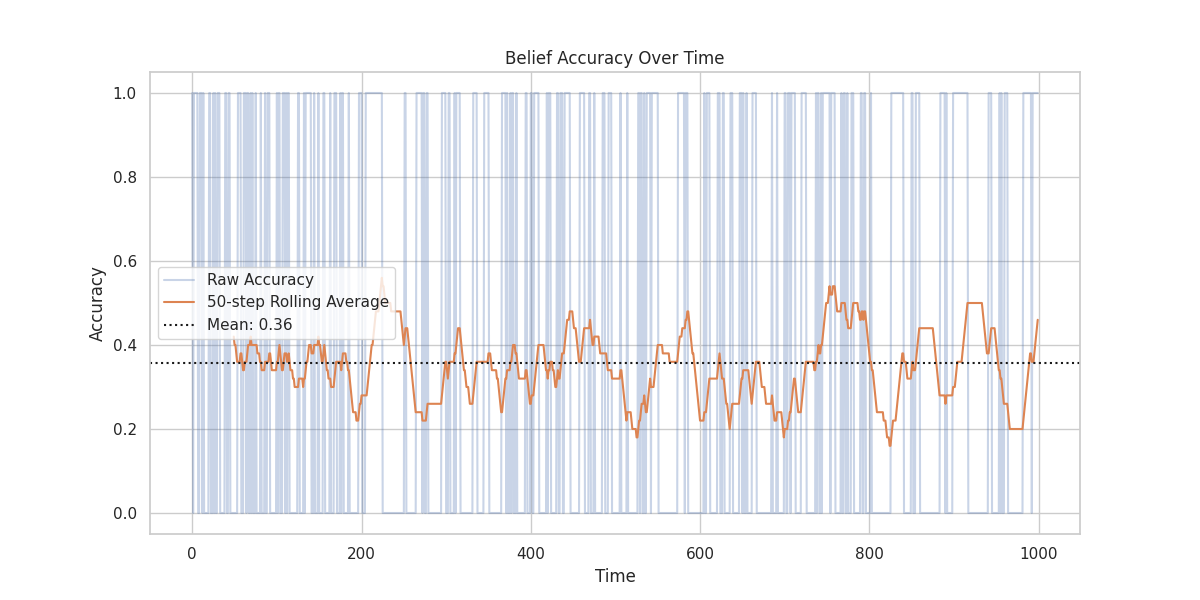 Belief Accuracy Over Time
1.0
0.8
0.6
0.4
0.2
0.0
Accuracy
Raw Accuracy
50-step Rolling Average
Mean: 0.36
0 200 400 600 800 1000
Time